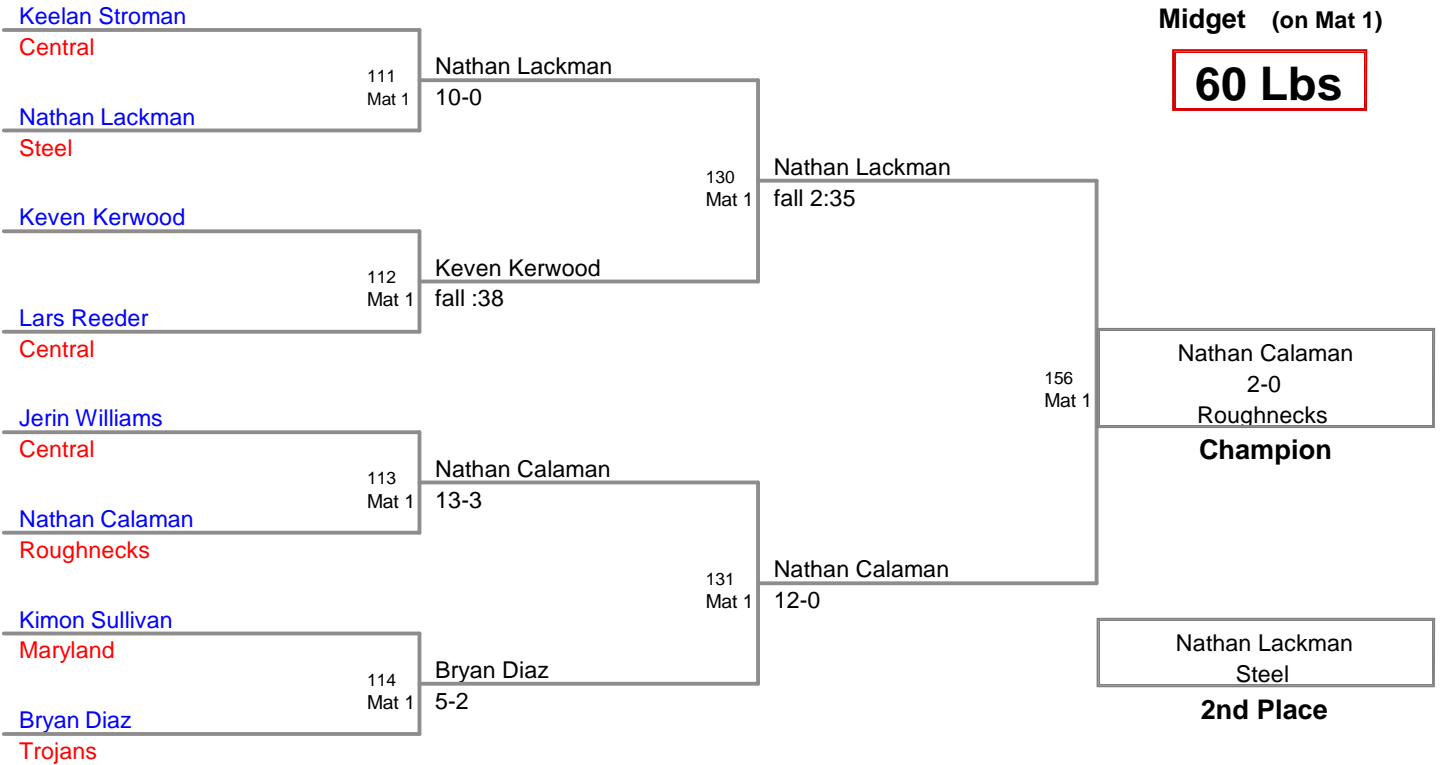 Midget (on Mat 1)
60 Lbs
Keelan Stroman
Central
111
Mat 1
Nathan Lackman
10-0
Nathan Lackman
Steel
130
Mat 1
Nathan Lackman
fall 2:35
Keven Kerwood
112
Mat 1
Keven Kerwood
fall :38
Lars Reeder
Central
156
Mat 1
Nathan Calaman
2-0
Roughnecks
Champion
Jerin Williams
Central
113
Mat 1
Nathan Calaman
13-3
Nathan Calaman
Roughnecks
131
Mat 1
Nathan Calaman
12-0
Kimon Sullivan
Maryland
114
Mat 1
Bryan Diaz
5-2
Bryan Diaz
Trojans
Nathan Lackman
Steel
2nd Place